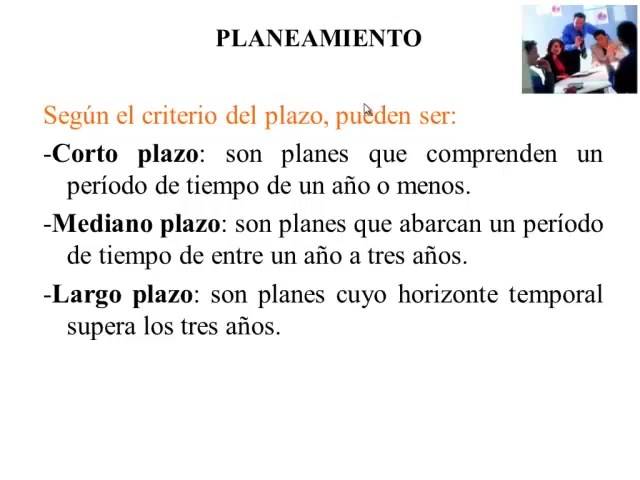 PLANEAMIENTO
Según el criterio del plazo, pueden ser:
-Corto plazo: son planes que comprenden un
período de tiempo de un año o menos.
-Mediano plazo: son planes que abarcan un período
de tiempo de entre un año a tres años.
-Largo plazo: son planes cuyo horizonte temporal
supera los tres años.